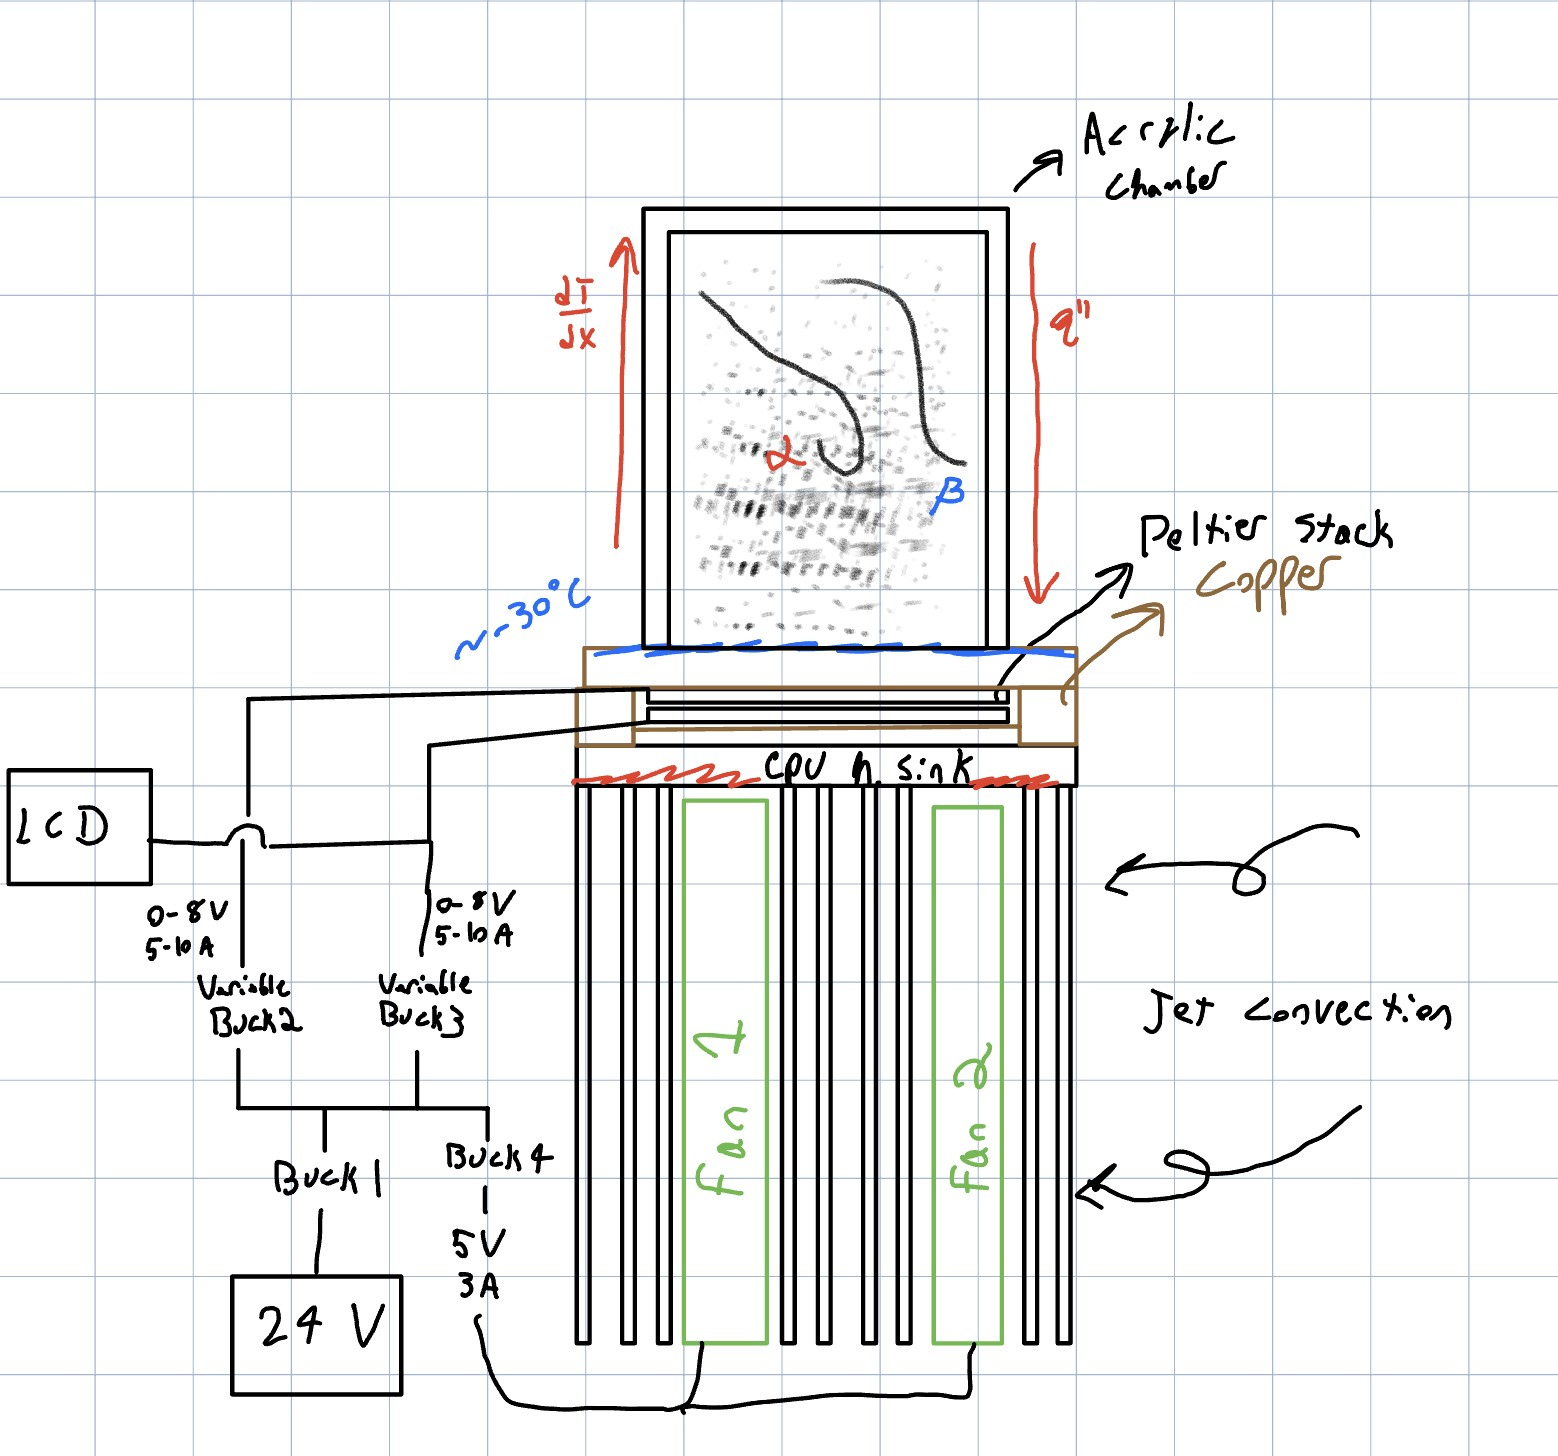 Acrylic
Chamber
dT
dx
q"
α
β
~-30°C
Peltier Stack
Copper
CPU h. sink
LCD
0-8V
5-10A
0-8V
5-10A
Variable
Buck2
Variable
Buck3
Jet Convection
Fan 1
Fan 2
Buck 1
Buck 4
5V
3A
24 V